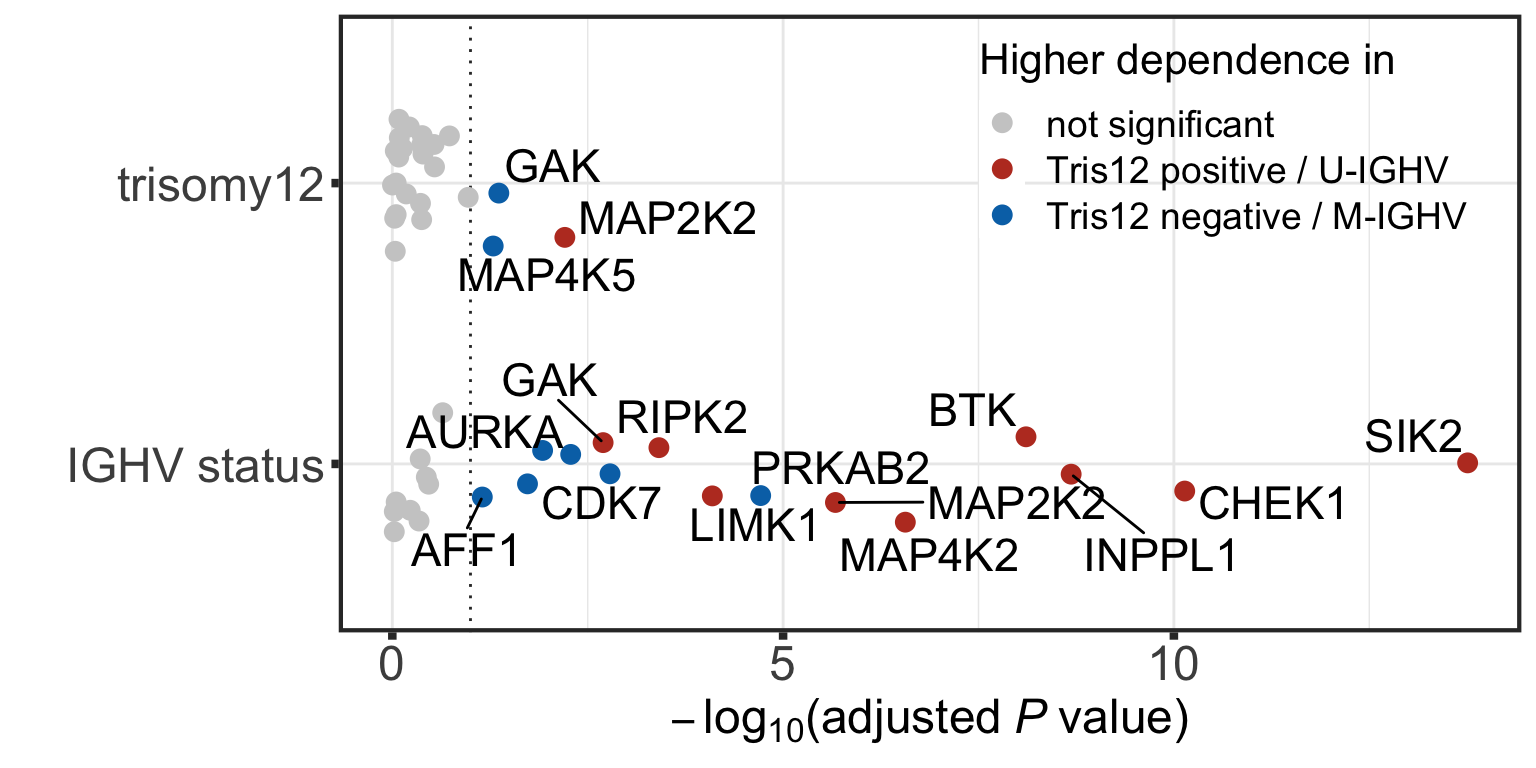 Higher dependence in
not significant
Tris12 positive / U-IGHV
Tris12 negative / M-IGHV
trisomy12
GAK
MAP2K2
MAP4K5
IGHV status
GAK
AURKA
RIPK2
BTK
SIK2
PRKAB2
CDK7
MAP2K2
CHEK1
LIMK1
AFF1
MAP4K2
INPPL1
0
5
10
−log₁₀(adjusted P value)